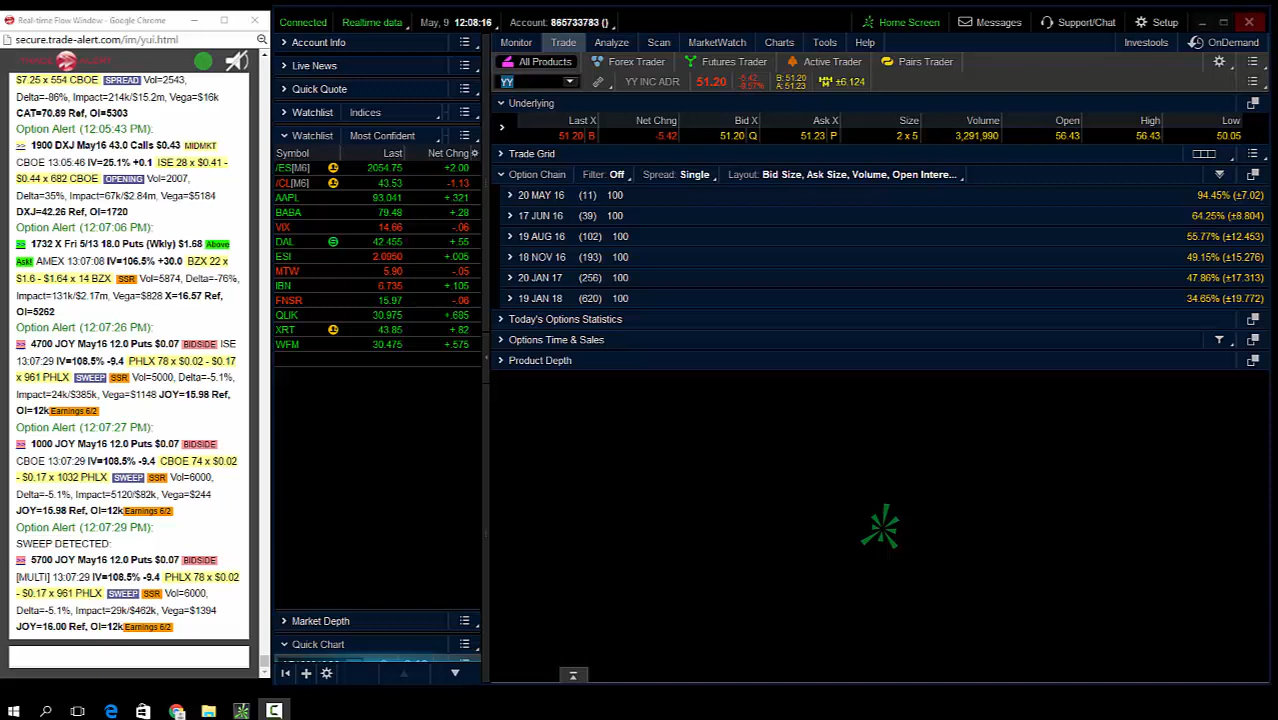 Real-time Flow Window - Google Chrome
secure.trade-alert.com/im/yui.html
TRADE ALERT
$7.25 x 554 CBOE SPREAD Vol=2543,
Delta=-86%, Impact=214k/$15.2m, Vega=$16k
CAT=70.89 Ref, OI=5303
Option Alert (12:05:43 PM):
>> 1900 DXJ May16 43.0 Calls $0.43 MIDMKT
CBOE 13:05:46 IV=25.1% +0.1 ISE 28 x $0.41 -
$0.44 x 682 CBOE OPENING Vol=2007,
Delta=35%, Impact=67k/$2.84m, Vega=$5184
DXJ=42.26 Ref, OI=1720
Option Alert (12:07:06 PM):
>> 1732 X Fri 5/13 18.0 Puts (Wkly) $1.68 Above
Ask! AMEX 13:07:08 IV=106.5% +30.0 BZX 22 x
$1.6 - $1.64 x 14 BZX SSR Vol=5874, Delta=-76%,
Impact=131k/$2.17m, Vega=$828 X=16.57 Ref,
OI=5262
Option Alert (12:07:26 PM):
>> 4700 JOY May16 12.0 Puts $0.07 BIDSIDE ISE
13:07:29 IV=108.5% -9.4 PHLX 78 x $0.02 - $0.17
x 961 PHLX SWEEP SSR Vol=5000, Delta=-5.1%,
Impact=24k/$385k, Vega=$1148 JOY=15.98 Ref,
OI=12k Earnings 6/2
Option Alert (12:07:27 PM):
>> 1000 JOY May16 12.0 Puts $0.07 BIDSIDE
CBOE 13:07:29 IV=108.5% -9.4 CBOE 74 x $0.02
- $0.17 x 1032 PHLX SWEEP SSR Vol=6000,
Delta=-5.1%, Impact=5120/$82k, Vega=$244
JOY=15.98 Ref, OI=12k Earnings 6/2
Option Alert (12:07:29 PM):
SWEEP DETECTED:
>> 5700 JOY May16 12.0 Puts $0.07 BIDSIDE
[MULTI] 13:07:29 IV=108.5% -9.4 PHLX 78 x $0.02
- $0.17 x 961 PHLX SWEEP SSR Vol=6000,
Delta=-5.1%, Impact=29k/$462k, Vega=$1394
JOY=16.00 Ref, OI=12k Earnings 6/2
Connected Realtime data May, 9 12:08:16 Account: 865733783 {} Home Screen Messages Support/Chat Setup
Account Info
Live News
Quick Quote
Watchlist Indices
Watchlist Most Confident
Symbol Last Net Chng
/ES[M6] 2054.75 +2.00
/CL[M6] 43.53 -1.13
AAPL 93.041 +.321
BABA 79.48 +.28
VIX 14.66 -.06
DAL 42.455 +.55
ESI 2.0950 +.005
MTW 5.90 -.05
IBN 6.735 +.105
FNSR 15.97 -.06
QLIK 30.975 +.685
XRT 43.85 +.82
WFM 30.475 +.575
Market Depth
Quick Chart
Monitor Trade Analyze Scan MarketWatch Charts Tools Help Investools OnDemand
All Products Forex Trader Futures Trader Active Trader Pairs Trader
YY YY INC ADR 51.20 -5.42 -9.57% B: 51.20 A: 51.23 ±6.124
Underlying
Last X Net Chng Bid X Ask X Size Volume Open High Low
51.20 B -5.42 51.20 Q 51.23 P 2 x 5 3,291,990 56.43 56.43 50.05
Trade Grid
Option Chain Filter: Off Spread: Single Layout: Bid Size, Ask Size, Volume, Open Intere...
20 MAY 16 (11) 100 94.45% (±7.02)
17 JUN 16 (39) 100 64.25% (±8.804)
19 AUG 16 (102) 100 55.77% (±12.453)
18 NOV 16 (193) 100 49.15% (±15.276)
20 JAN 17 (256) 100 47.86% (±17.313)
19 JAN 18 (620) 100 34.65% (±19.772)
Today's Options Statistics
Options Time & Sales
Product Depth